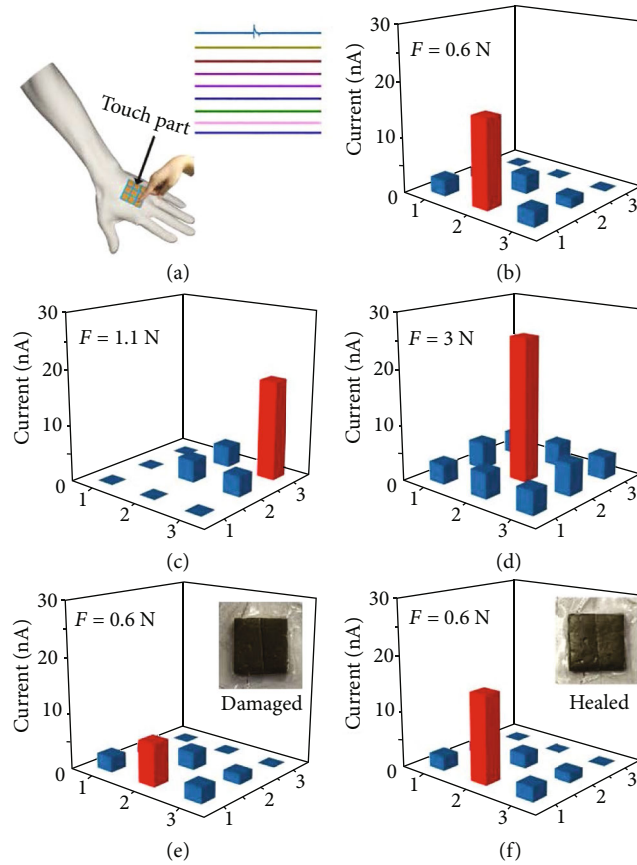 Touch part
(a)
30
20
10
0
Current (nA)
F = 0.6 N
1
2
3
1
2
3
(b)
30
20
10
0
Current (nA)
F = 1.1 N
1
2
3
1
2
3
(c)
30
20
10
0
Current (nA)
F = 3 N
1
2
3
1
2
3
(d)
30
20
10
0
Current (nA)
F = 0.6 N
Damaged
1
2
3
1
2
3
(e)
30
20
10
0
Current (nA)
F = 0.6 N
Healed
1
2
3
1
2
3
(f)